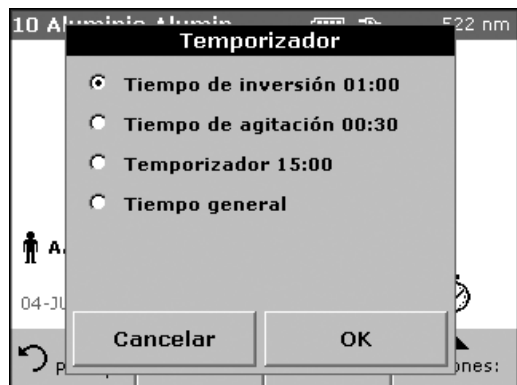 10 522 nm
Temporizador
Tiempo de inversión 01:00
Tiempo de agitación 00:30
Temporizador 15:00
Tiempo general
Cancelar OK